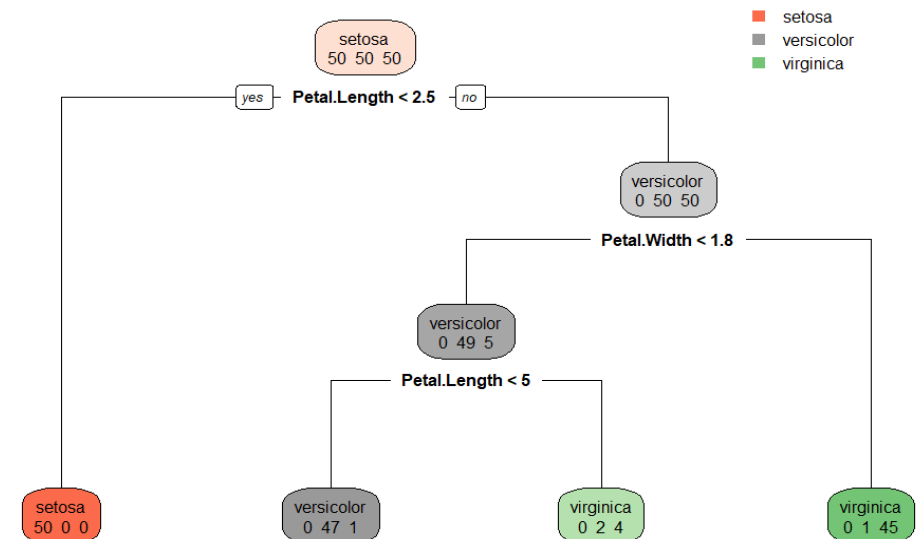 setosa
versicolor
virginica
setosa
50 50 50
yes Petal.Length < 2.5 no
versicolor
0 50 50
Petal.Width < 1.8
versicolor
0 49 5
Petal.Length < 5
setosa
50 0 0
versicolor
0 47 1
virginica
0 2 4
virginica
0 1 45